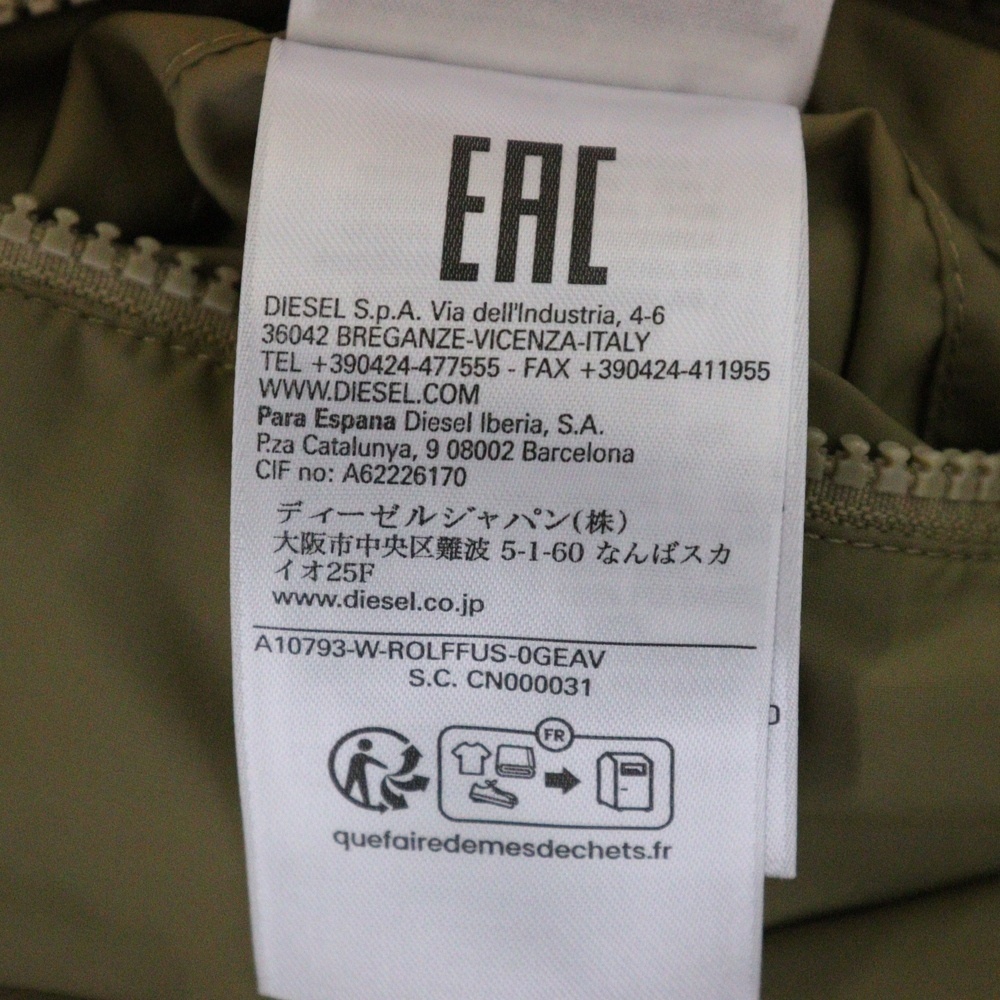 EAC
DIESEL S.p.A. Via dell'Industria, 4-6
36042 BREGANZE-VICENZA-ITALY
TEL +390424-477555 - FAX +390424-411955
WWW.DIESEL.COM
Para Espana Diesel Iberia, S.A.
P.za Catalunya, 9 08002 Barcelona
CIF no: A62226170
ディーゼルジャパン(株)
大阪市中央区難波 5-1-60 なんばスカ
イオ25F
www.diesel.co.jp
A10793-W-ROLFFUS-0GEAV
S.C. CN000031
FR
quefairedemesdechets.fr